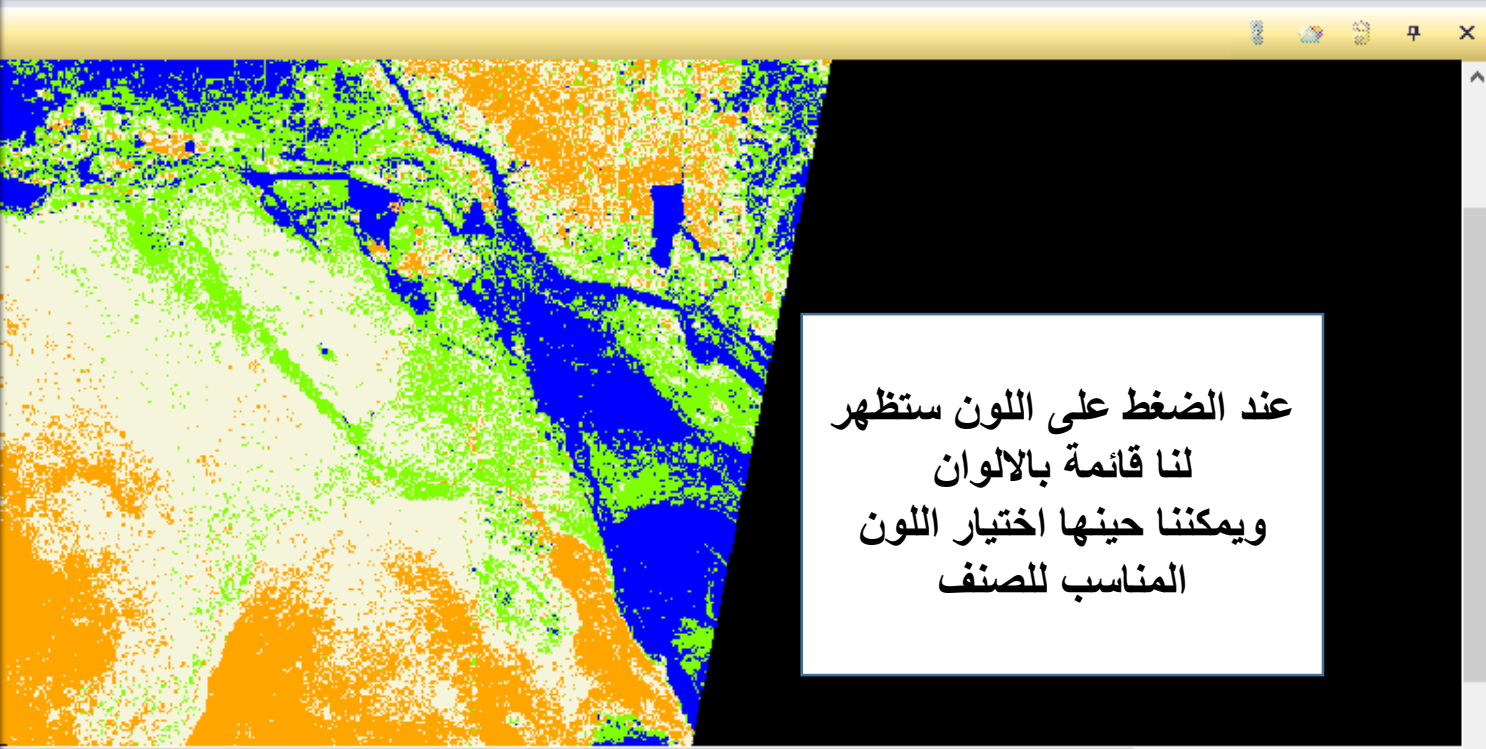 عند الضغط على اللون ستظهر
لنا قائمة بالالوان
ويمكننا حينها اختيار اللون
المناسب للصنف